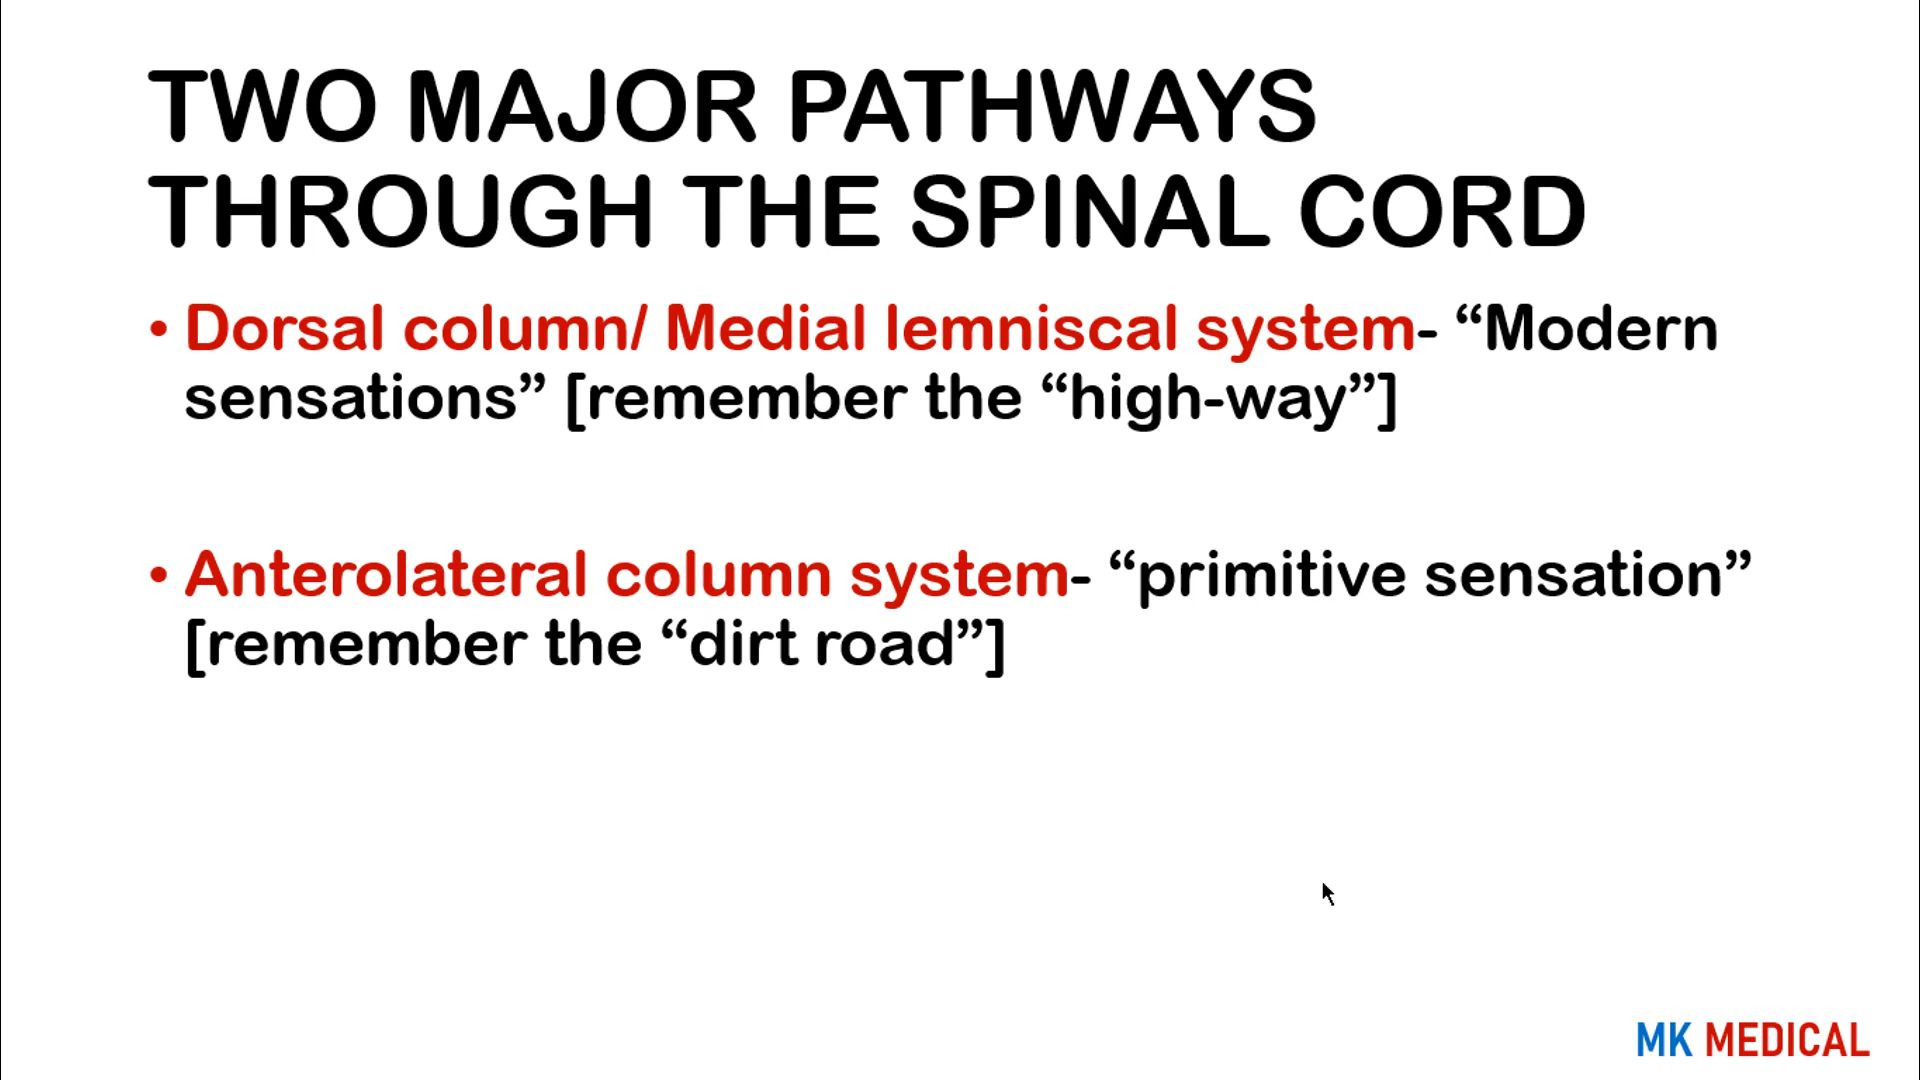 TWO MAJOR PATHWAYS
THROUGH THE SPINAL CORD
• Dorsal column/ Medial lemniscal system- “Modern
sensations” [remember the “high-way”]
• Anterolateral column system- “primitive sensation”
[remember the “dirt road”]
MK MEDICAL